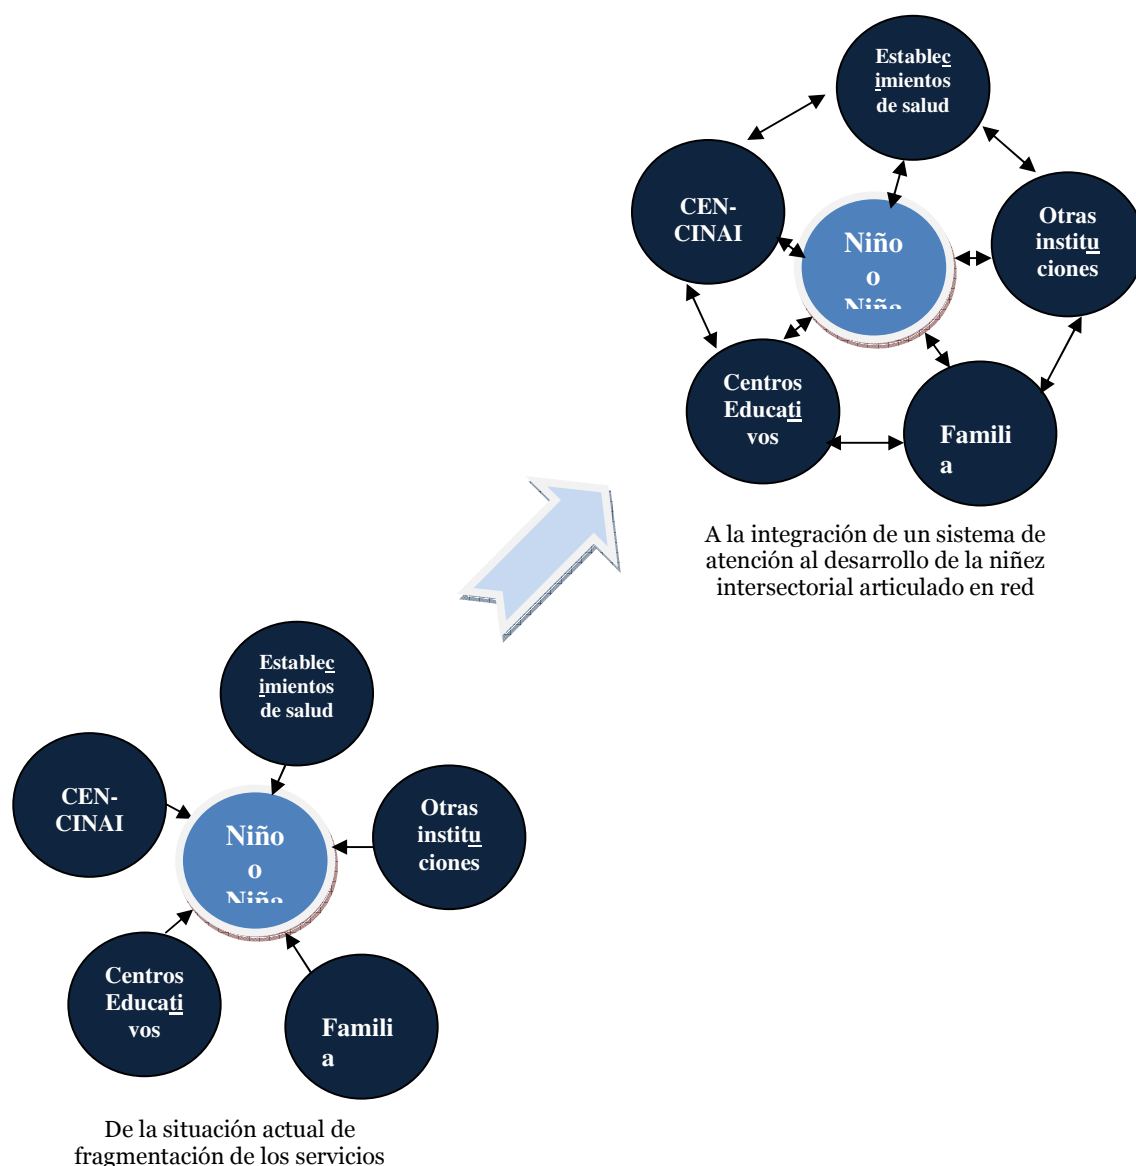 Establec
imientos
de salud
CEN-
CINAI
Niño
o
Niña
Otras
institu
ciones
Centros
Educati
vos
Famili
a
A la integración de un sistema de
atención al desarrollo de la niñez
intersectorial articulado en red
Establec
imientos
de salud
CEN-
CINAI
Niño
o
Niña
Otras
institu
ciones
Centros
Educati
vos
Famili
a
De la situación actual de
fragmentación de los servicios